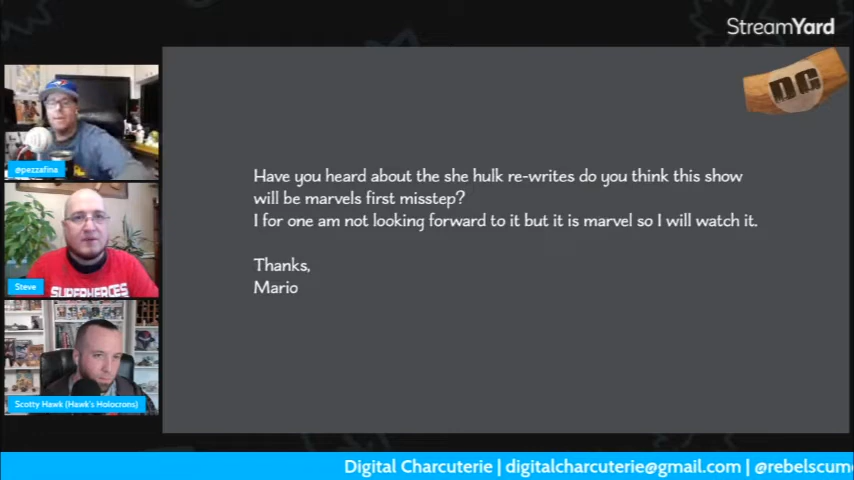 StreamYard
DG
@pezzafina
Have you heard about the she hulk re-writes do you think this show
will be marvels first misstep?
I for one am not looking forward to it but it is marvel so I will watch it.
Thanks,
Mario
Steve
SUPERHEROES
Scotty Hawk (Hawk's Holocrons)
Digital Charcuterie | digitalcharcuterie@gmail.com | @rebelscum